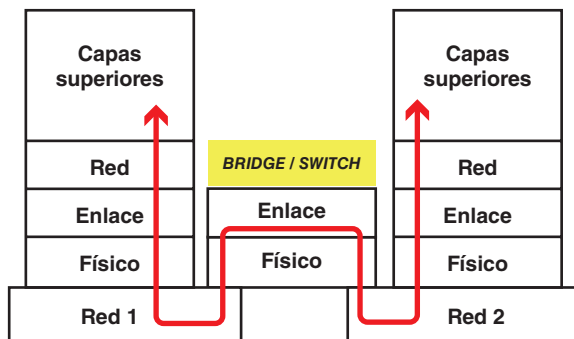 Capas
superiores
Red
Enlace
Físico
Red 1
BRIDGE / SWITCH
Enlace
Físico
Capas
superiores
Red
Enlace
Físico
Red 2